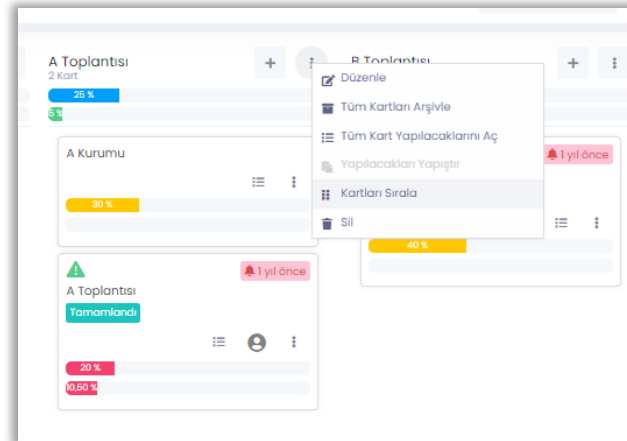 A Toplantısı
2 Kart
25 %
5 %
A Kurumu
30 %
1 yıl önce
A Toplantısı
Tamamlandı
20 %
10,50 %
B Toplantısı
Düzenle
Tüm Kartları Arşivle
Tüm Kart Yapılacaklarını Aç
Yapılacakları Yapıştır
Kartları Sırala
Sil
1 yıl önce
40 %